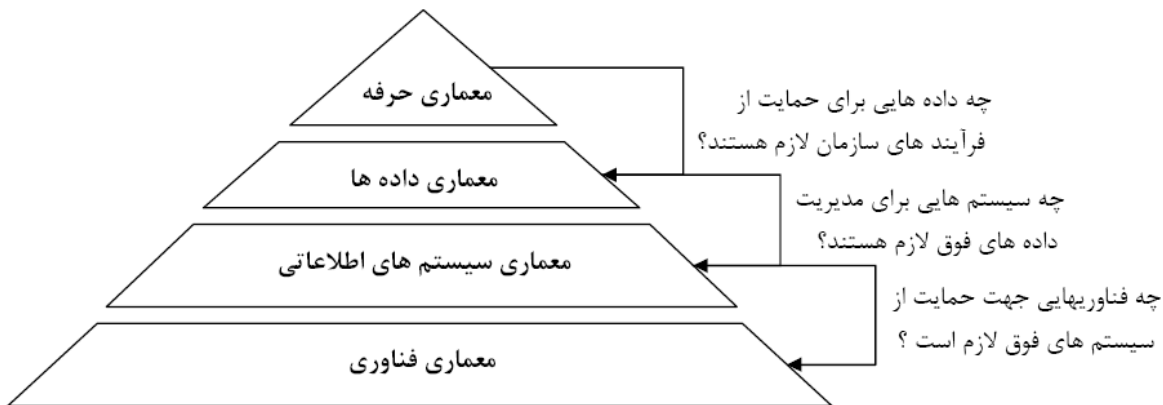 معماری حرفه
چه داده هایی برای حمایت از
فرآیند های سازمان لازم هستند؟
معماری داده ها
چه سیستم هایی برای مدیریت
داده های فوق لازم هستند؟
معماری سیستم های اطلاعاتی
چه فناوریهایی جهت حمایت از
سیستم های فوق لازم است ؟
معماری فناوری